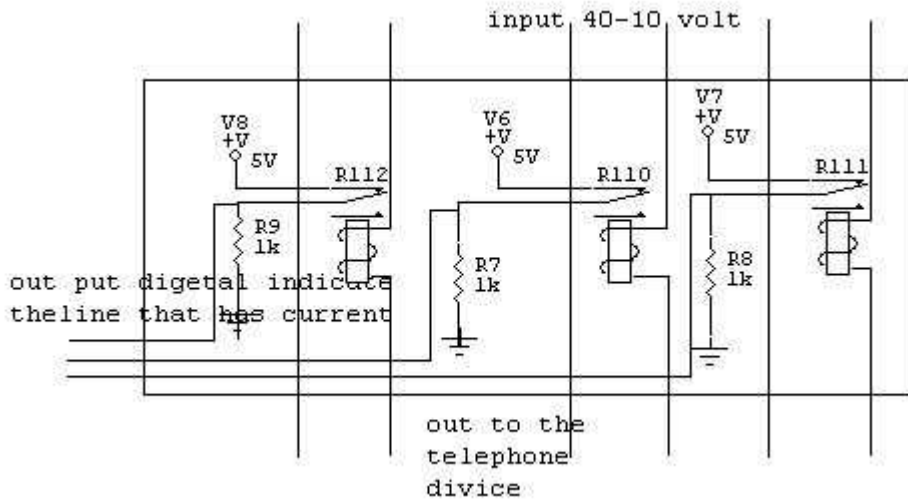 input 40-10 volt
V8
+V
5V
V6
+V
5V
V7
+V
5V
R112
R110
R111
R9
1k
R7
1k
R8
1k
out put digetal indicate
theline that has current
out to the
telephone
divice